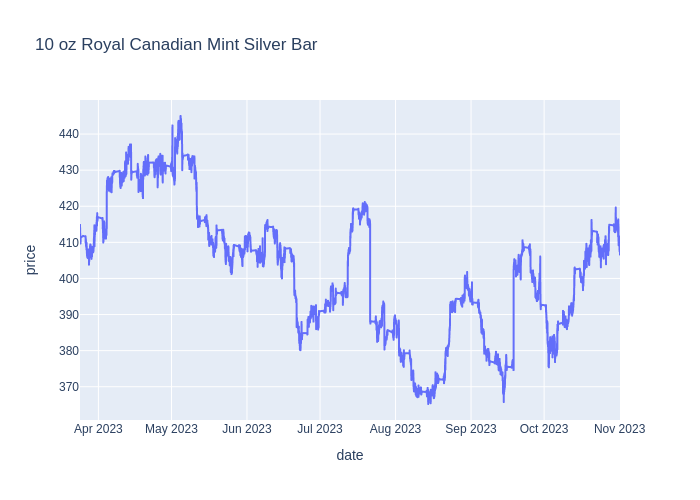 10 oz Royal Canadian Mint Silver Bar
440
430
420
410
400
390
380
370
price
Apr 2023 May 2023 Jun 2023 Jul 2023 Aug 2023 Sep 2023 Oct 2023 Nov 2023
date